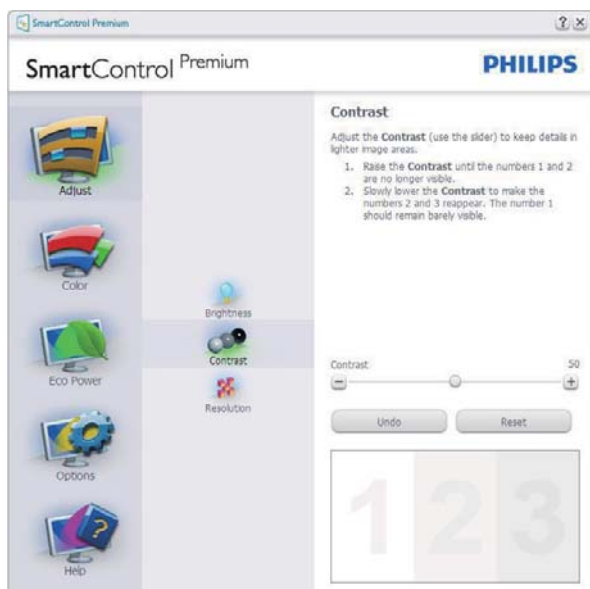 SmartControl Premium
? ×
SmartControl Premium
PHILIPS
Adjust
Color
Eco Power
Options
?
Help
Brightness
Contrast
Resolution
Contrast
Adjust the Contrast (use the slider) to keep details in
lighter image areas.
1. Raise the Contrast until the numbers 1 and 2
are no longer visible.
2. Slowly lower the Contrast to make the
numbers 2 and 3 reappear. The number 1
should remain barely visible.
Contrast 50
− +
Undo Reset
1 2 3